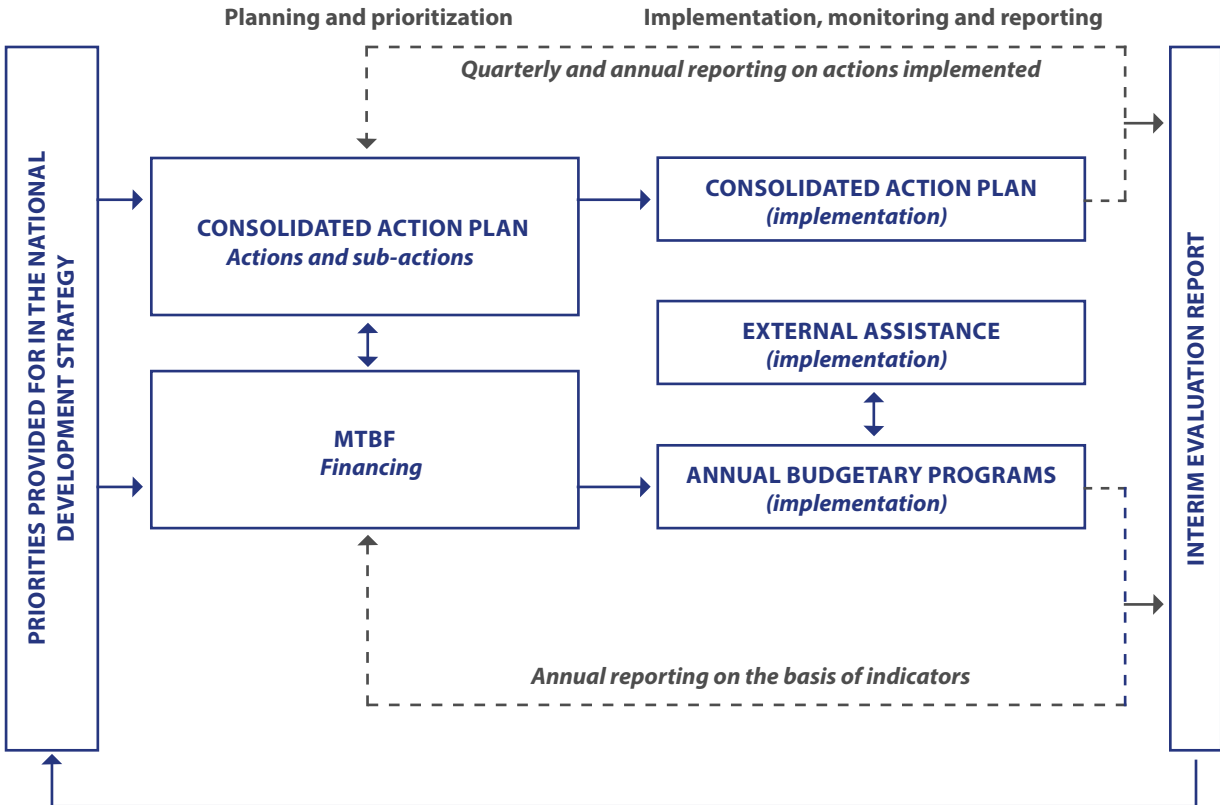 Planning and prioritization
Implementation, monitoring and reporting
Quarterly and annual reporting on actions implemented
PRIORITIES PROVIDED FOR IN THE NATIONAL
DEVELOPMENT STRATEGY
CONSOLIDATED ACTION PLAN
Actions and sub-actions
CONSOLIDATED ACTION PLAN
(implementation)
EXTERNAL ASSISTANCE
(implementation)
MTBF
Financing
ANNUAL BUDGETARY PROGRAMS
(implementation)
Annual reporting on the basis of indicators
INTERIM EVALUATION REPORT